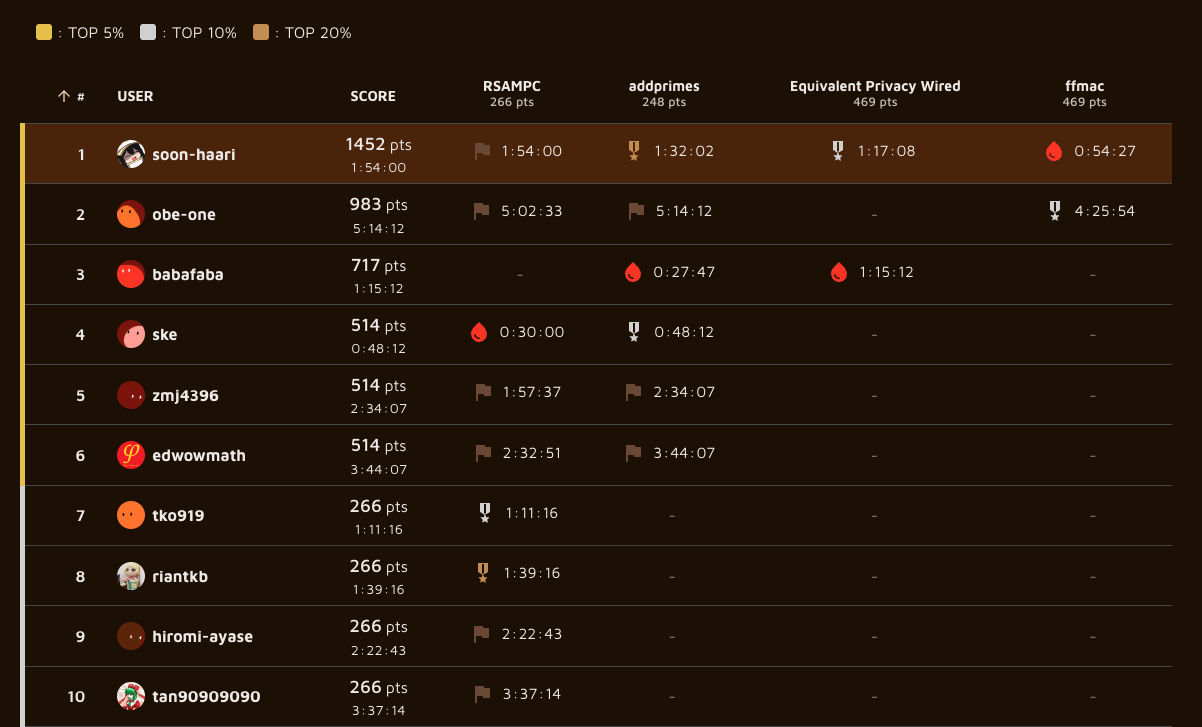 : TOP 5% : TOP 10% : TOP 20%
↑ # USER SCORE RSAMPC addprimes Equivalent Privacy Wired ffmac
266 pts 248 pts 469 pts 469 pts
1 soon-haari 1452 pts 1:54:00 1:32:02 1:17:08 0:54:27
1:54:00
2 obe-one 983 pts 5:02:33 5:14:12 - 4:25:54
5:14:12
3 babafaba 717 pts - 0:27:47 1:15:12 -
1:15:12
4 ske 514 pts 0:30:00 0:48:12 - -
0:48:12
5 zmj4396 514 pts 1:57:37 2:34:07 - -
2:34:07
6 edwowmath 514 pts 2:32:51 3:44:07 - -
3:44:07
7 tko919 266 pts 1:11:16 - - -
1:11:16
8 riantkb 266 pts 1:39:16 - - -
1:39:16
9 hiromi-ayase 266 pts 2:22:43 - - -
2:22:43
10 tan90909090 266 pts 3:37:14 - - -
3:37:14